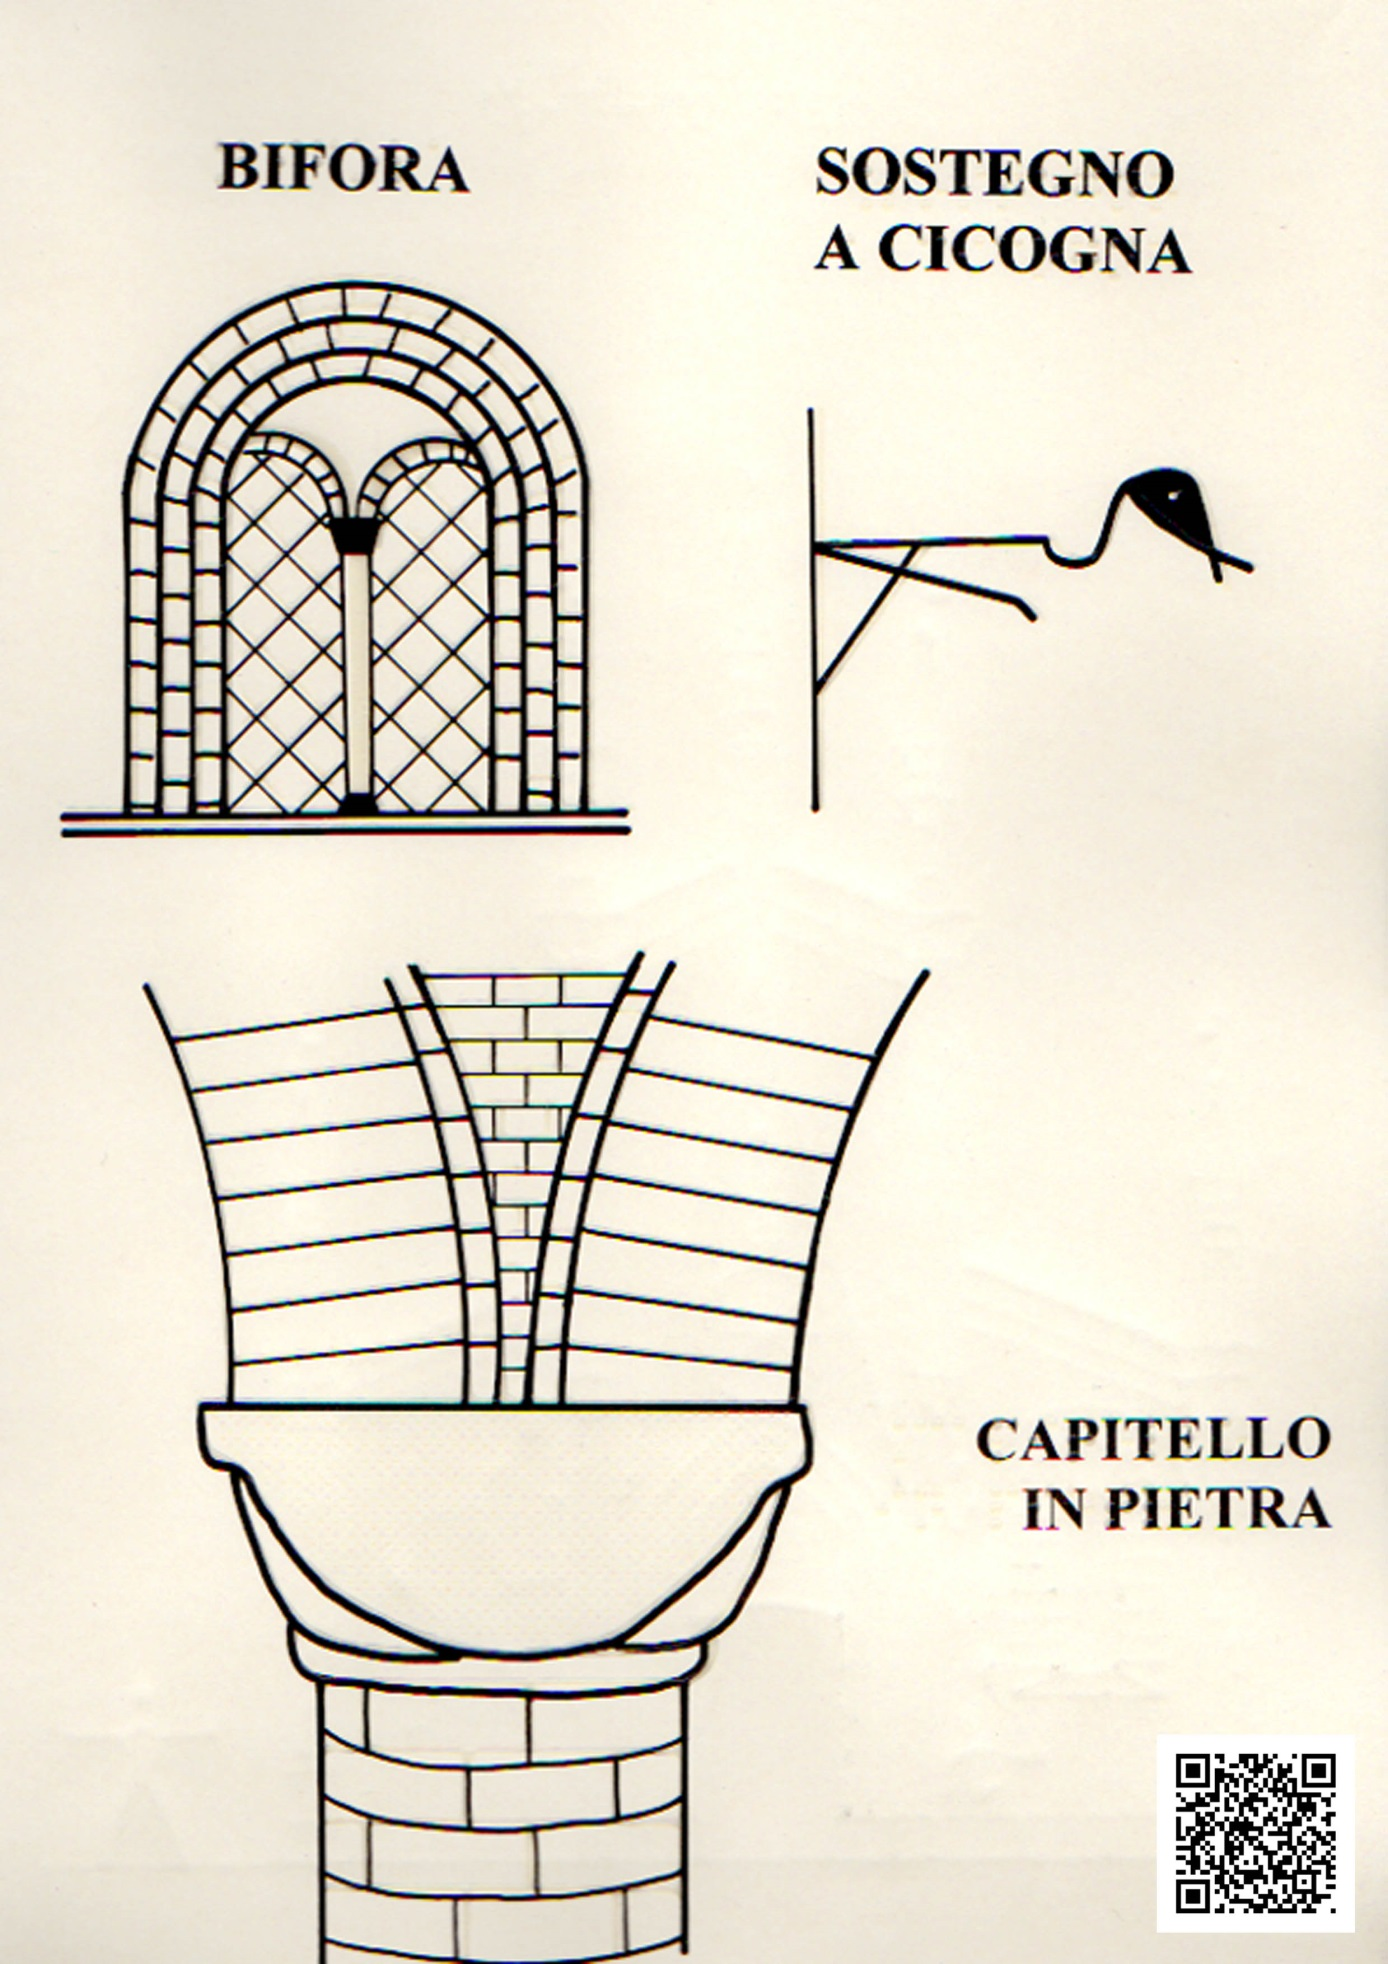 BIFORA
SOSTEGNO
A CICOGNA
CAPITELLO
IN PIETRA